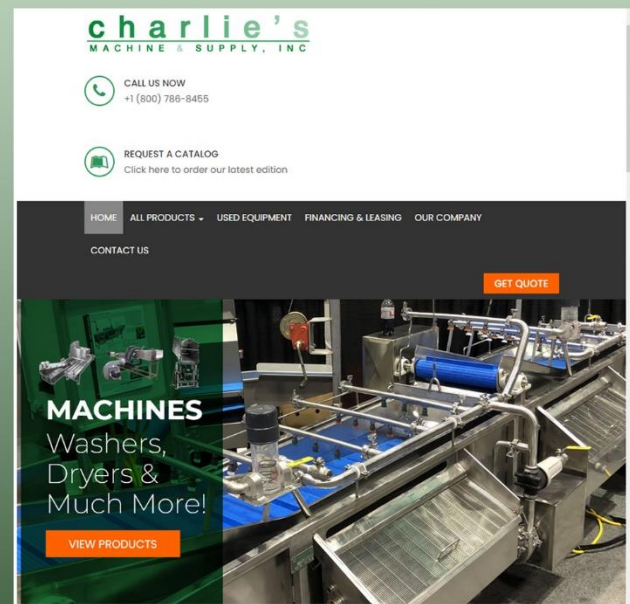 charlie's
MACHINE & SUPPLY, INC
CALL US NOW
+1 (800) 786-8455
REQUEST A CATALOG
Click here to order our latest edition
HOME ALL PRODUCTS USED EQUIPMENT FINANCING & LEASING OUR COMPANY
CONTACT US
GET QUOTE
MACHINES
Washers,
Dryers &
Much More!
VIEW PRODUCTS